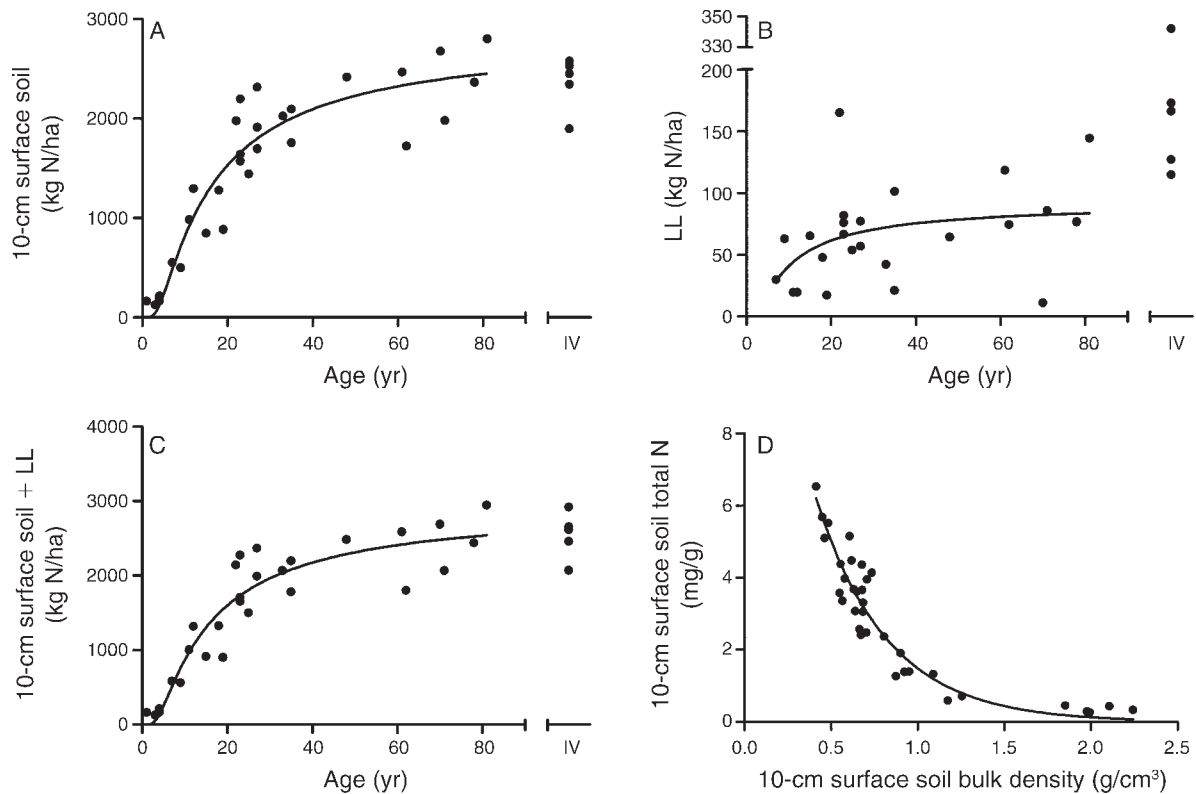 A
3000
2000
1000
0
10-cm surface soil
(kg N/ha)
0 20 40 60 80 IV
Age (yr)
B
350
330
200
150
100
50
0
LL (kg N/ha)
0 20 40 60 80 IV
Age (yr)
C
4000
3000
2000
1000
0
10-cm surface soil + LL
(kg N/ha)
0 20 40 60 80 IV
Age (yr)
D
8
6
4
2
0
10-cm surface soil total N
(mg/g)
0.0 0.5 1.0 1.5 2.0 2.5
10-cm surface soil bulk density (g/cm³)